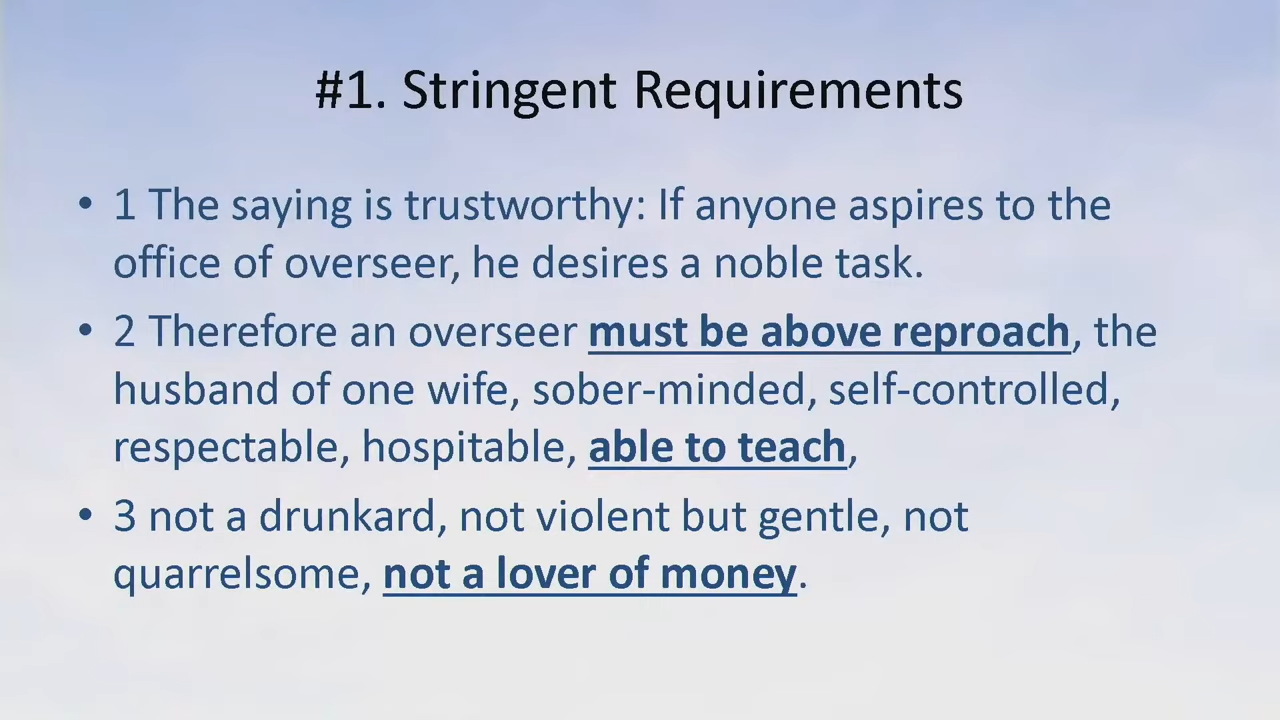 #1. Stringent Requirements
• 1 The saying is trustworthy: If anyone aspires to the
office of overseer, he desires a noble task.
• 2 Therefore an overseer must be above reproach, the
husband of one wife, sober-minded, self-controlled,
respectable, hospitable, able to teach,
• 3 not a drunkard, not violent but gentle, not
quarrelsome, not a lover of money.